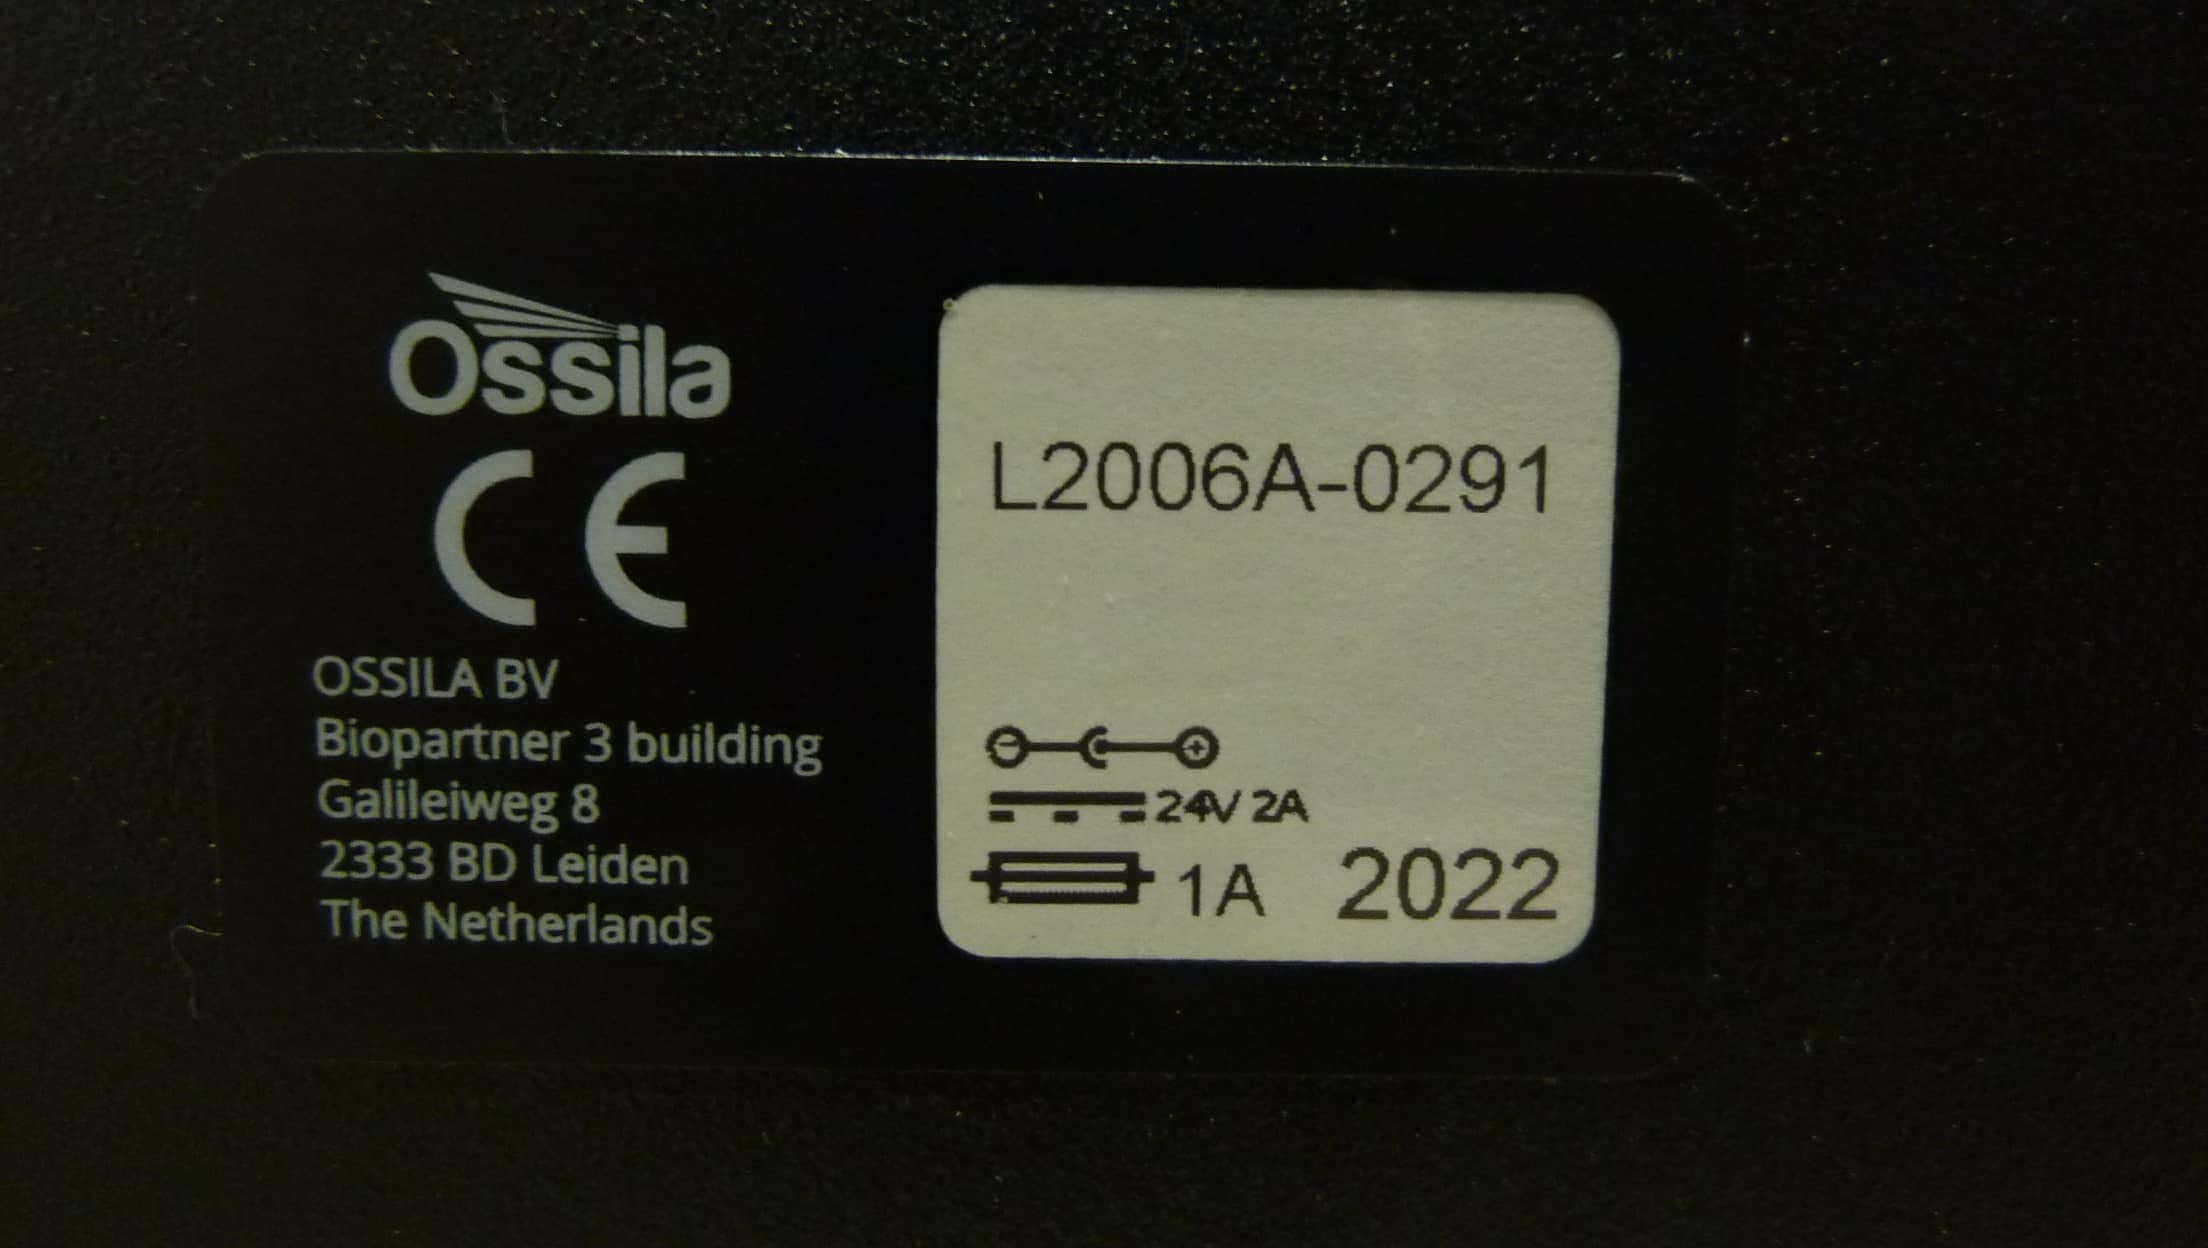 Ossila
CE
OSSILA BV
Biopartner 3 building
Galileiweg 8
2333 BD Leiden
The Netherlands
L2006A-0291
24V 2A
1A 2022